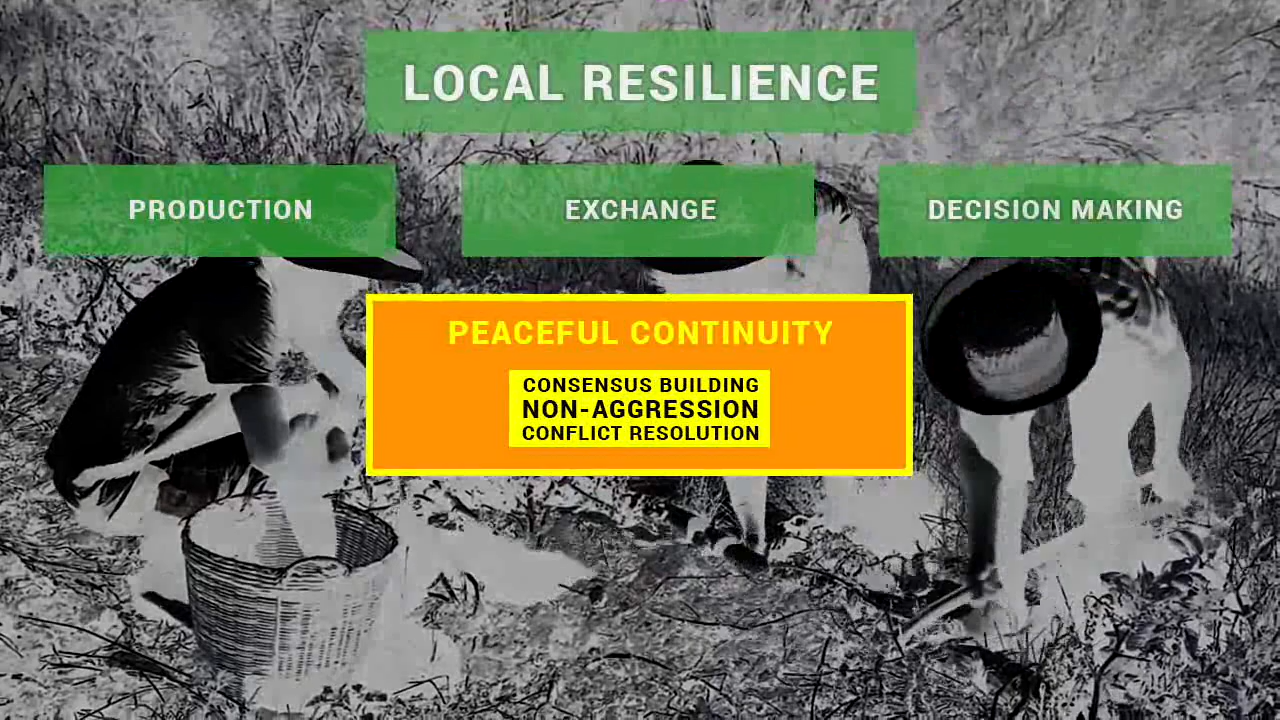 LOCAL RESILIENCE
PRODUCTION
EXCHANGE
DECISION MAKING
PEACEFUL CONTINUITY
CONSENSUS BUILDING
NON-AGGRESSION
CONFLICT RESOLUTION